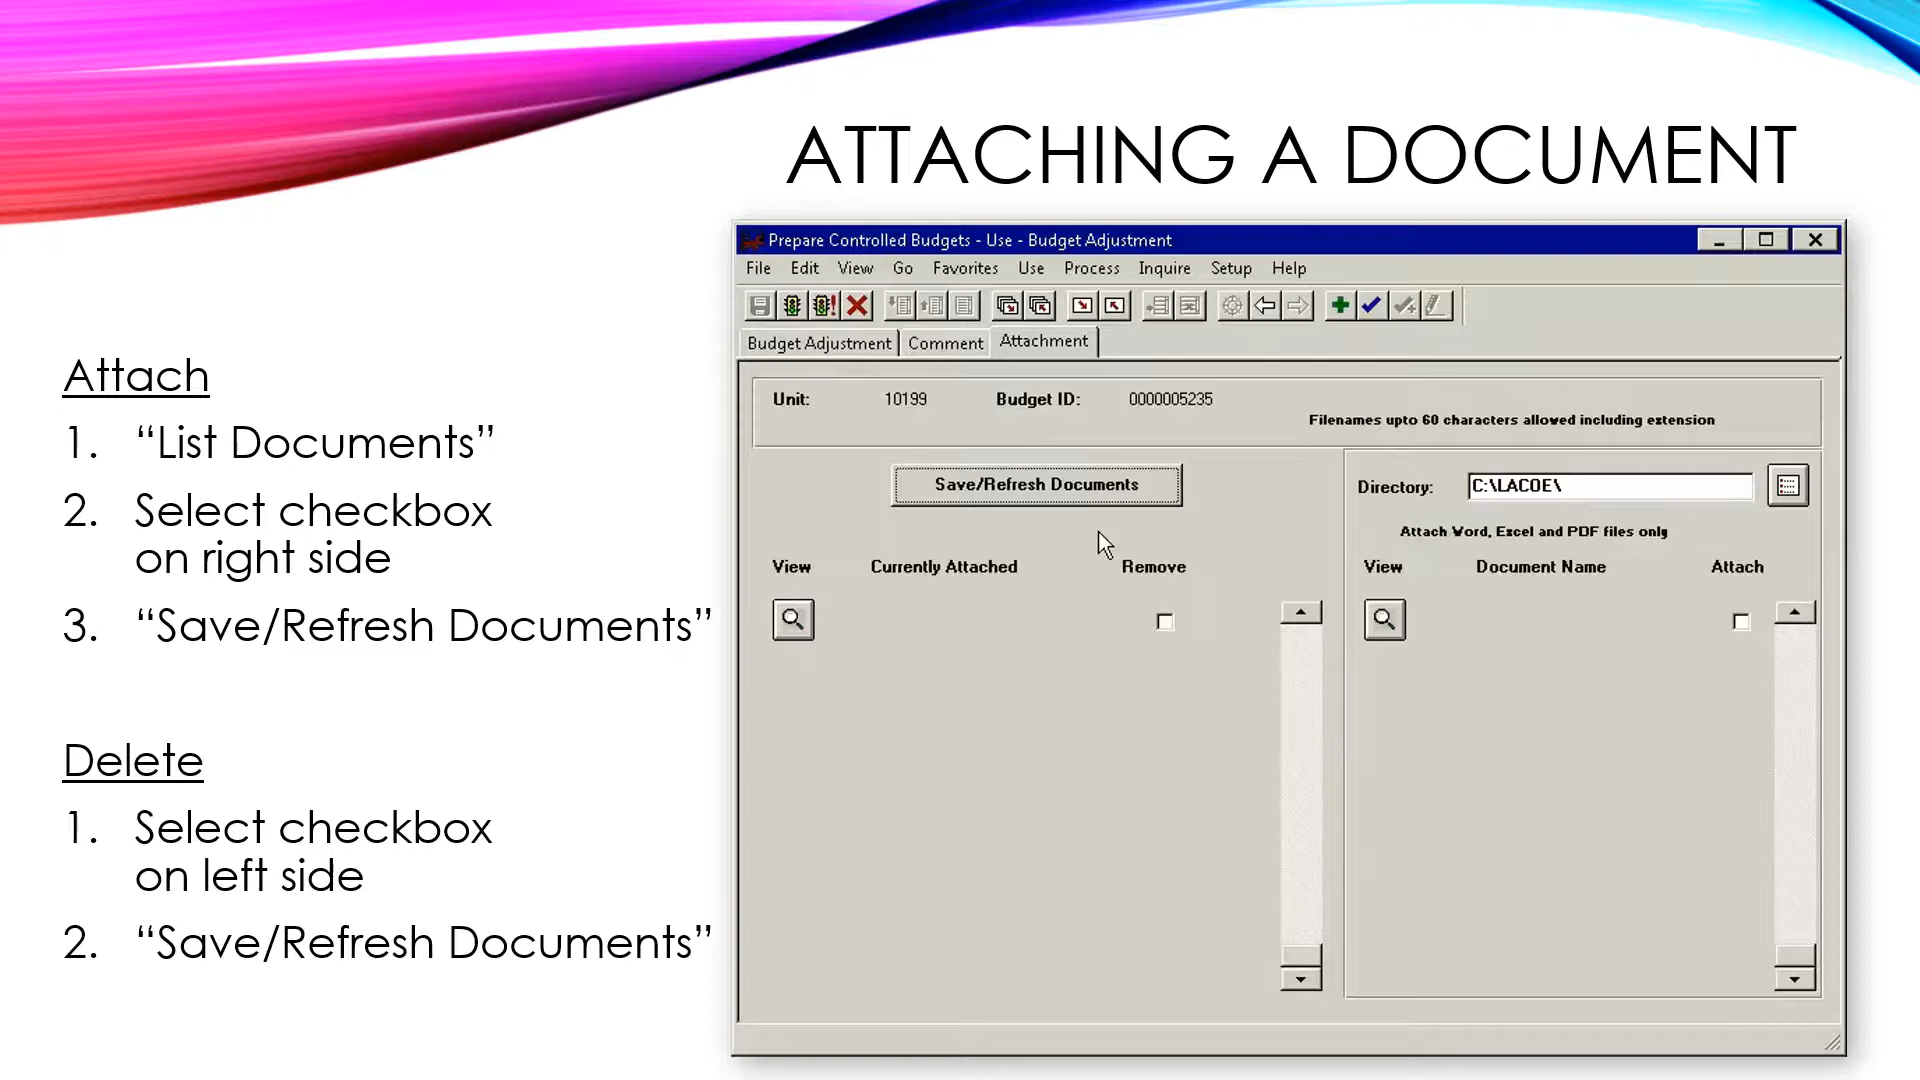 ATTACHING A DOCUMENT
Attach
1. “List Documents”
2. Select checkbox
on right side
3. “Save/Refresh Documents”
Delete
1. Select checkbox
on left side
2. “Save/Refresh Documents”
Prepare Controlled Budgets - Use - Budget Adjustment
File Edit View Go Favorites Use Process Inquire Setup Help
Budget Adjustment Comment Attachment
Unit: 10199 Budget ID: 0000005235
Filenames upto 60 characters allowed including extension
Save/Refresh Documents
Directory: C:\LACOE\
Attach Word, Excel and PDF files only
View Currently Attached Remove
View Document Name Attach